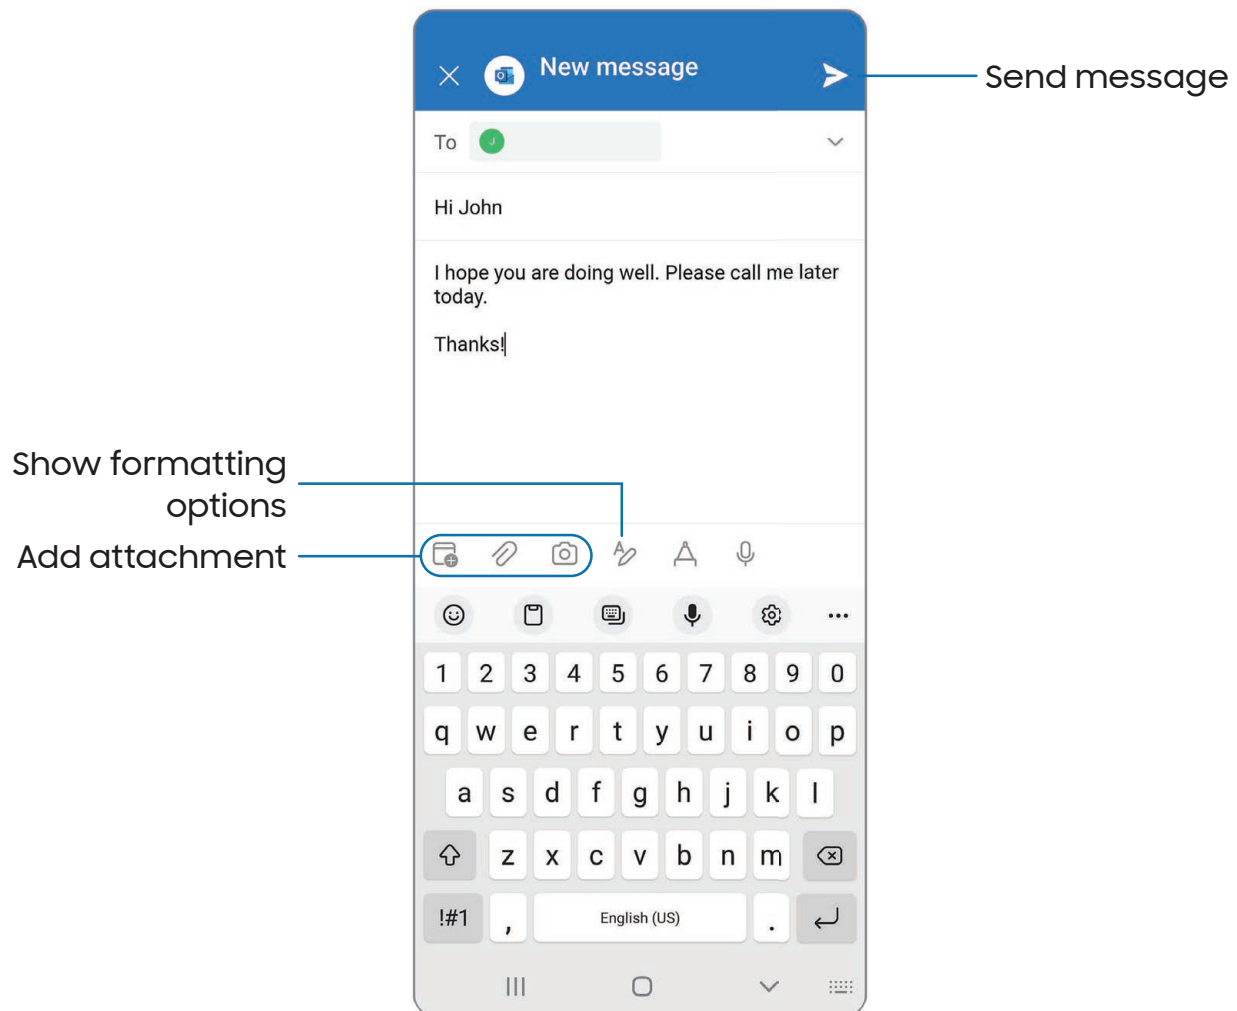 New message
Send message
To J
Hi John
I hope you are doing well. Please call me later
today.
Thanks!
Show formatting
options
Add attachment
1 2 3 4 5 6 7 8 9 0
q w e r t y u i o p
a s d f g h j k l
z x c v b n m
!#1 , English (US) .